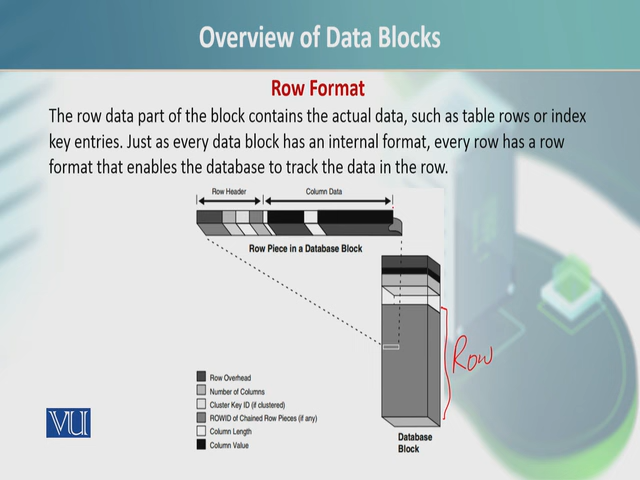 Overview of Data Blocks
Row Format
The row data part of the block contains the actual data, such as table rows or index
key entries. Just as every data block has an internal format, every row has a row
format that enables the database to track the data in the row.
Row Header
Column Data
Row Piece in a Database Block
Row
Row Overhead
Number of Columns
Cluster Key ID (if clustered)
ROWID of Chained Row Pieces (if any)
Column Length
Column Value
Database
Block
VU